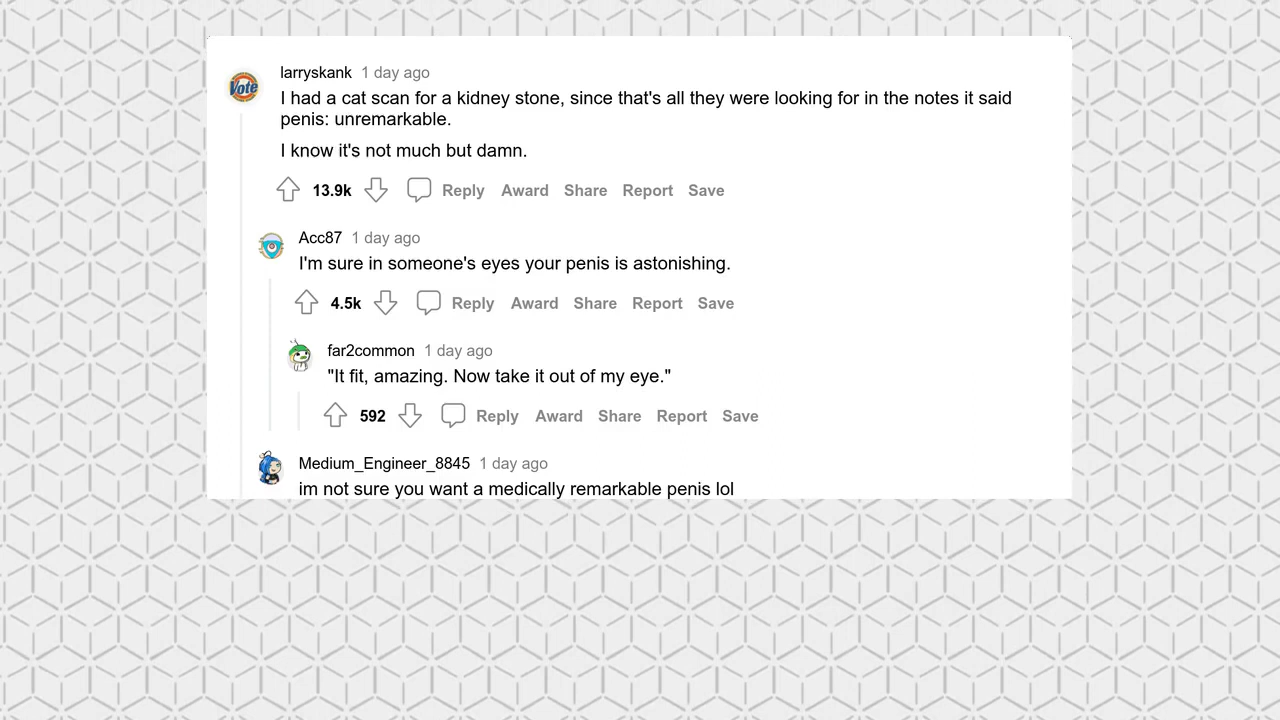 larryskank 1 day ago
Vote
I had a cat scan for a kidney stone, since that's all they were looking for in the notes it said
penis: unremarkable.
I know it's not much but damn.
13.9k Reply Award Share Report Save
Acc87 1 day ago
I'm sure in someone's eyes your penis is astonishing.
4.5k Reply Award Share Report Save
far2common 1 day ago
"It fit, amazing. Now take it out of my eye."
592 Reply Award Share Report Save
Medium_Engineer_8845 1 day ago
im not sure you want a medically remarkable penis lol